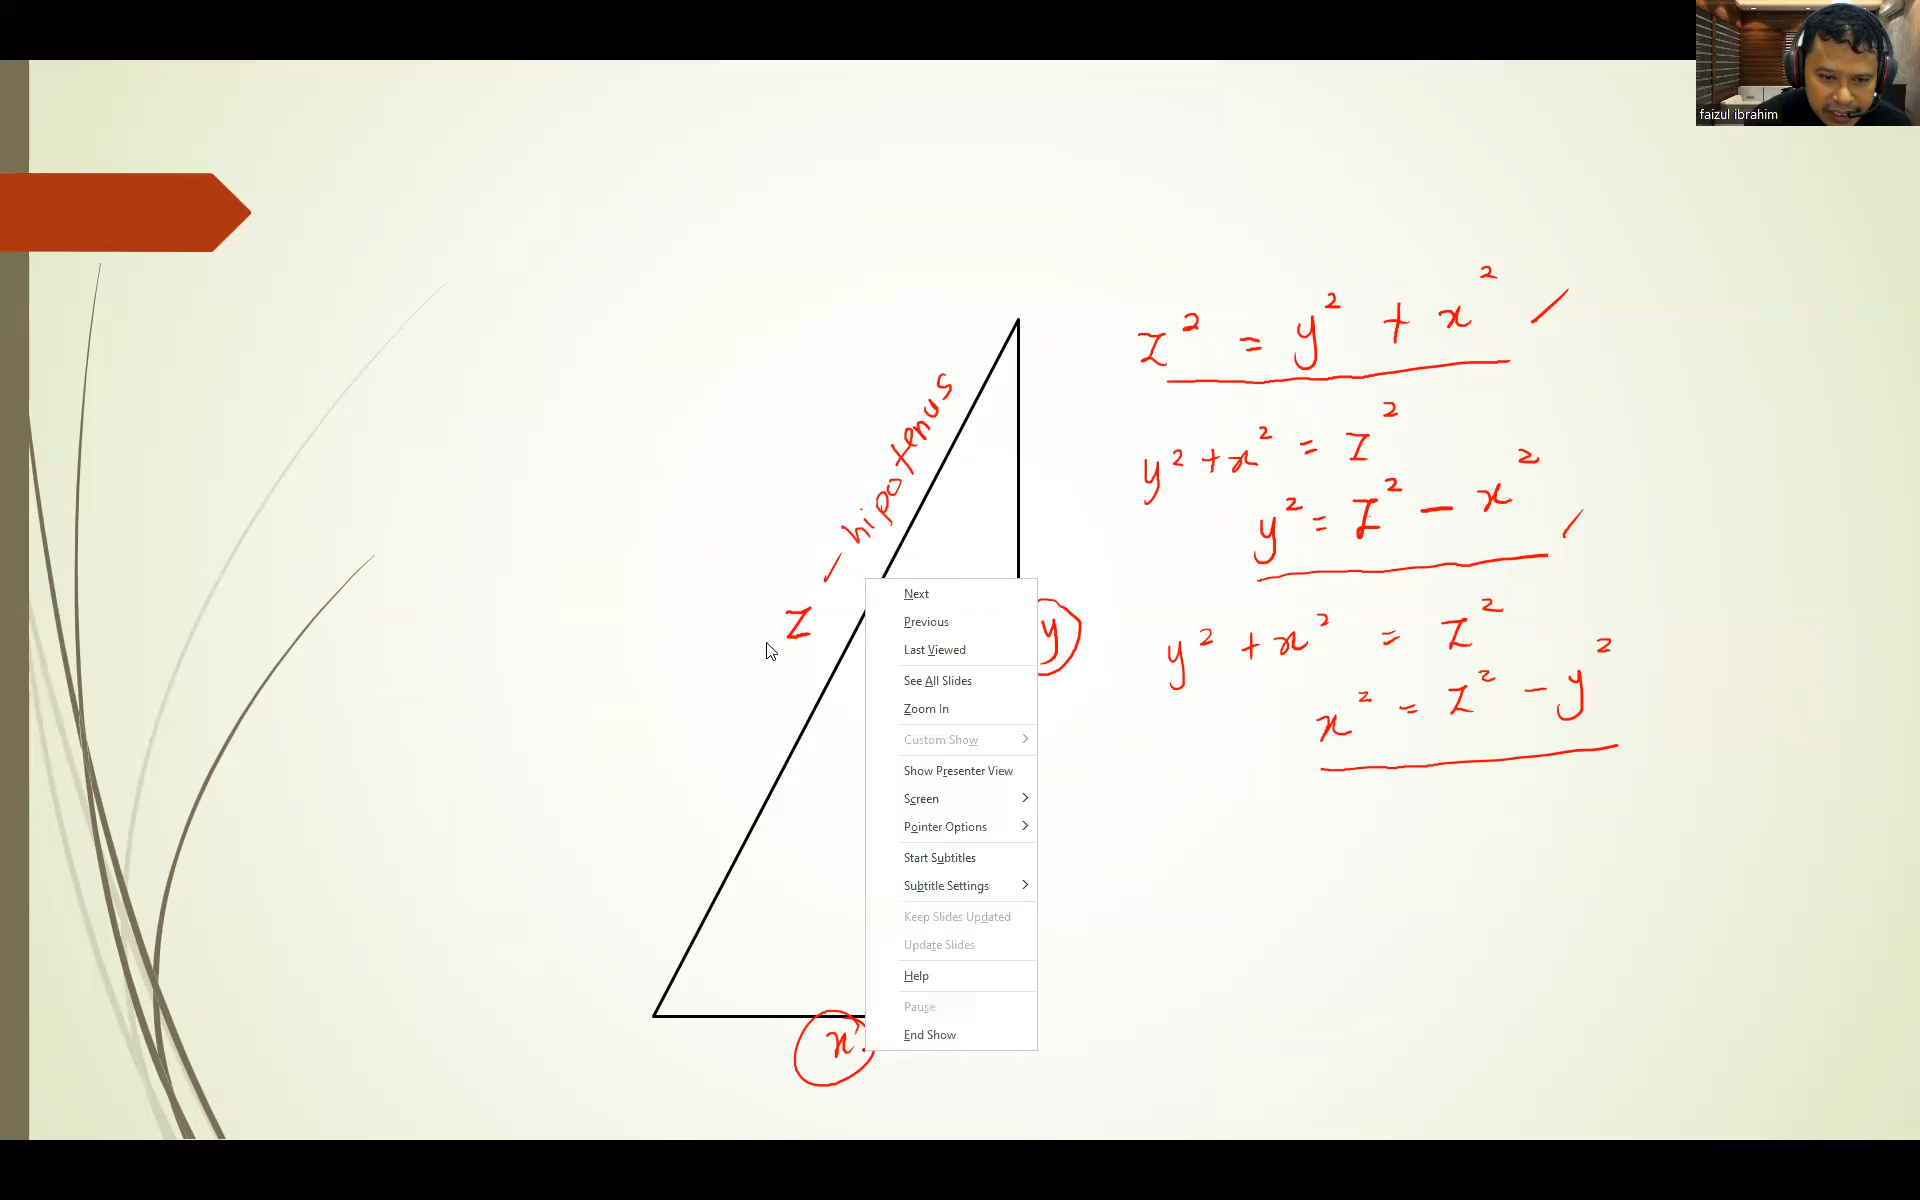 faizul ibrahim
z² = y² + x²
y² + x² = z²
y² = z² − x²
y² + x² = z²
x² = z² − y²
z – hipotenus
y
x
Next
Previous
Last Viewed
See All Slides
Zoom In
Custom Show
Show Presenter View
Screen
Pointer Options
Start Subtitles
Subtitle Settings
Keep Slides Updated
Update Slides
Help
Pause
End Show